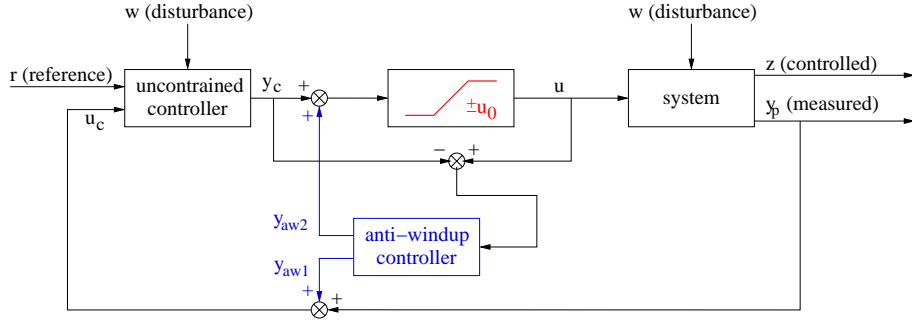 w (disturbance)
w (disturbance)
r (reference)
uncontrained
controller
y_c
+
+
±u_0
u
system
z (controlled)
y_p (measured)
u_c
−
+
y_aw2
anti−windup
controller
y_aw1
+
+